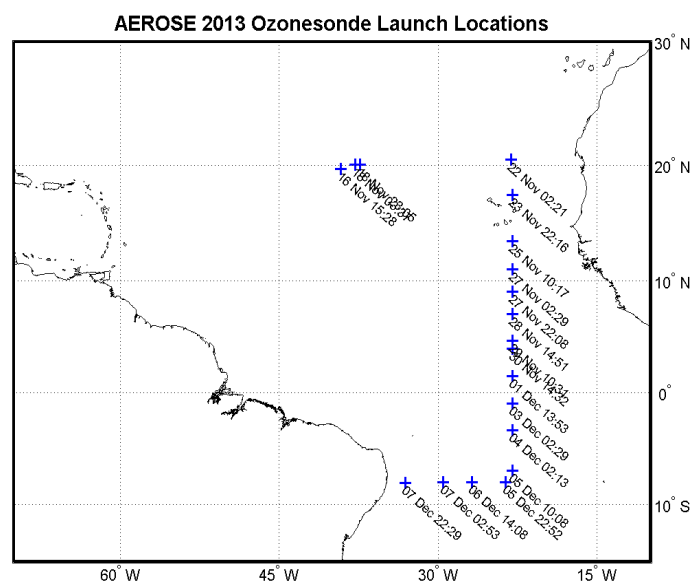 AEROSE 2013 Ozonesonde Launch Locations
30° N
20° N
10° N
0°
10° S
60° W
45° W
30° W
15° W
16 Nov 15:28
18 Nov
22 Nov 02:21
23 Nov 22:16
25 Nov 10:17
27 Nov 02:29
27 Nov 22:08
28 Nov 14:51
30 Nov 14:32
01 Dec 13:53
03 Dec 02:29
04 Dec 02:13
05 Dec 10:08
05 Dec 22:52
06 Dec 14:08
07 Dec 02:53
07 Dec 22:29